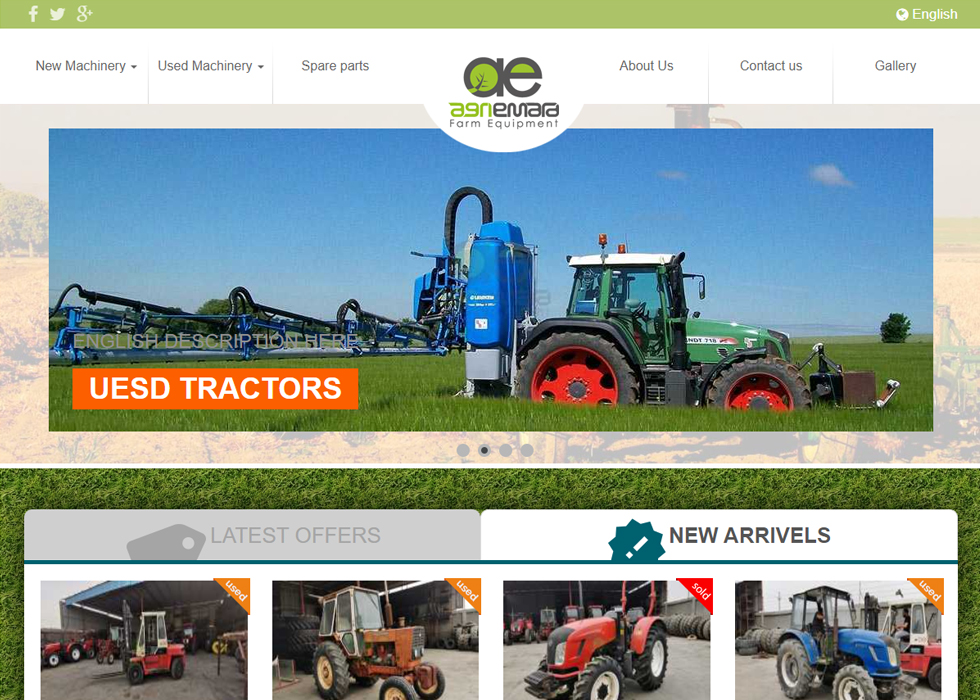 English
New Machinery
Used Machinery
Spare parts
About Us
Contact us
Gallery
ae
agriemara
Farm Equipment
ENGLISH DESCRIPTION HERE
UESD TRACTORS
LATEST OFFERS
NEW ARRIVELS
used
used
sold
used